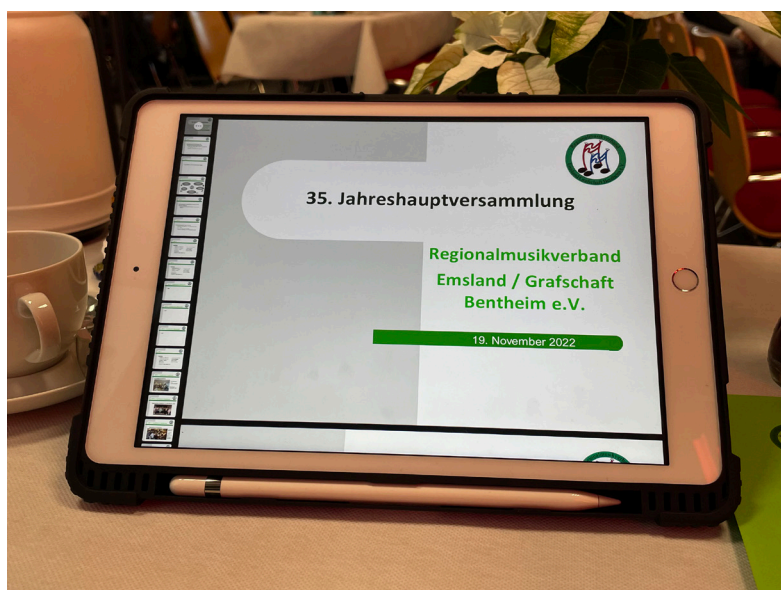 35. Jahreshauptversammlung
Regionalmusikverband
Emsland / Grafschaft
Bentheim e.V.
19. November 2022